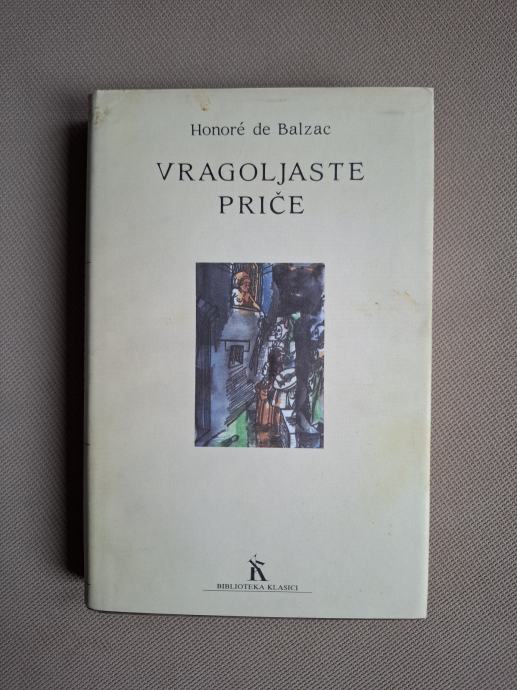 Honoré de Balzac
VRAGOLJASTE
PRIČE
BIBLIOTEKA KLASICI